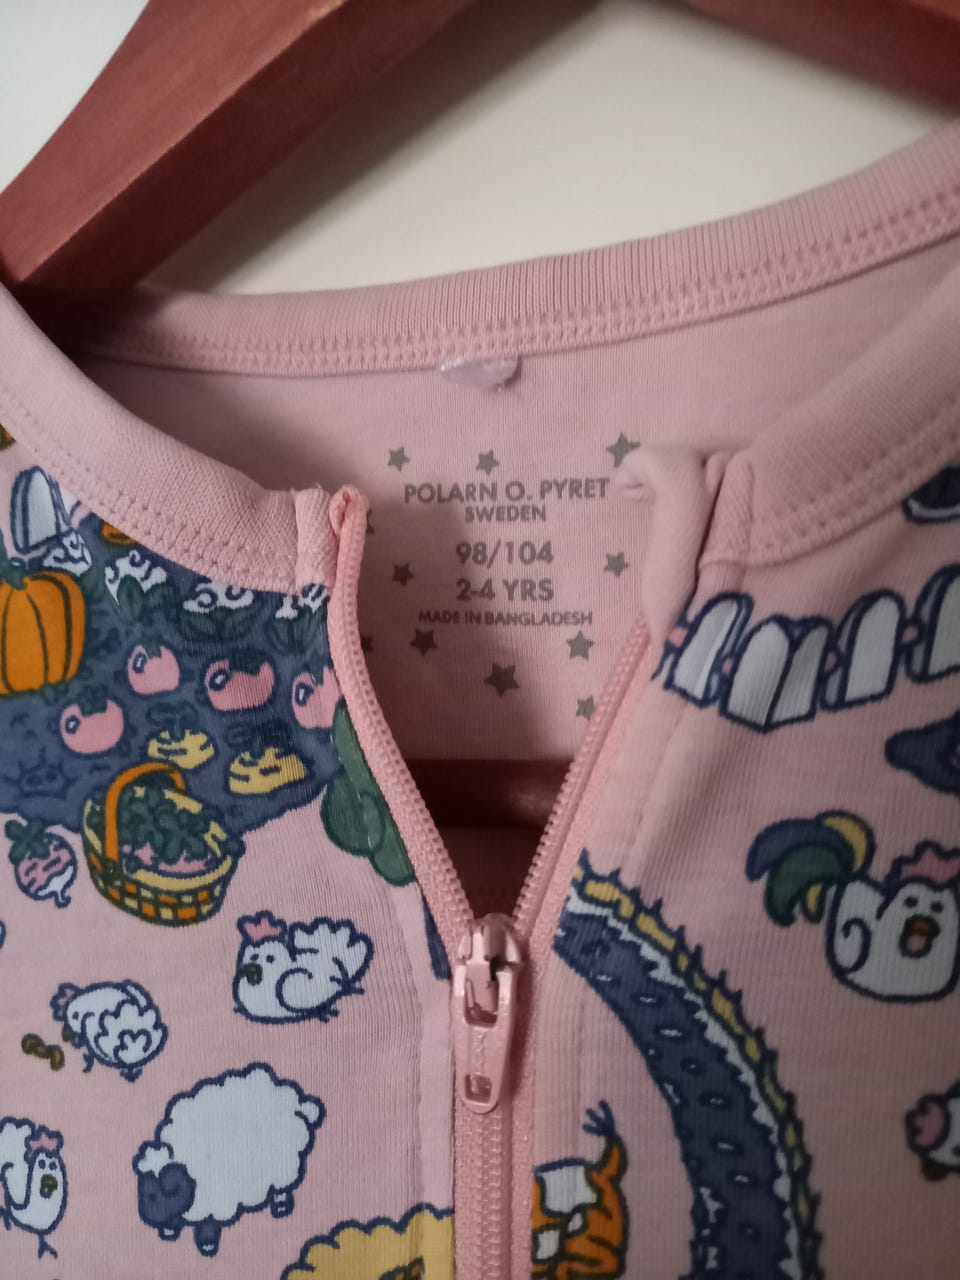 POLARN O. PYRET
SWEDEN
98/104
2-4 YRS
MADE IN BANGLADESH